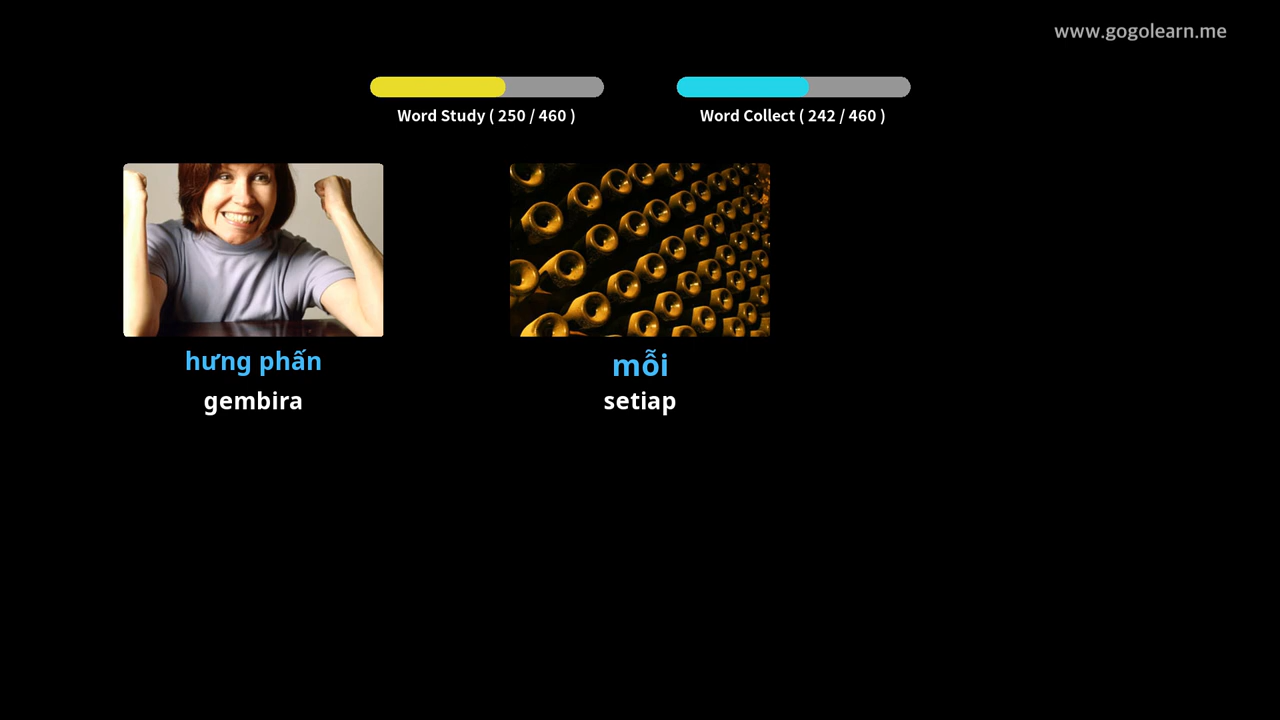 www.gogolearn.me
Word Study ( 250 / 460 )
Word Collect ( 242 / 460 )
hưng phấn
gembira
mỗi
setiap